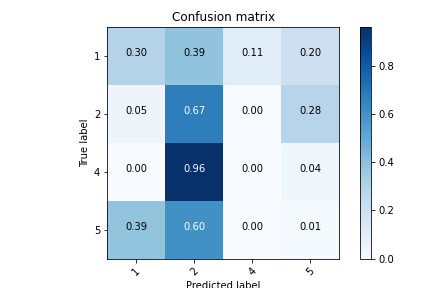 Confusion matrix
True label
1 0.30 0.39 0.11 0.20
2 0.05 0.67 0.00 0.28
4 0.00 0.96 0.00 0.04
5 0.39 0.60 0.00 0.01
1 2 4 5
Predicted label
0.8
0.6
0.4
0.2
0.0